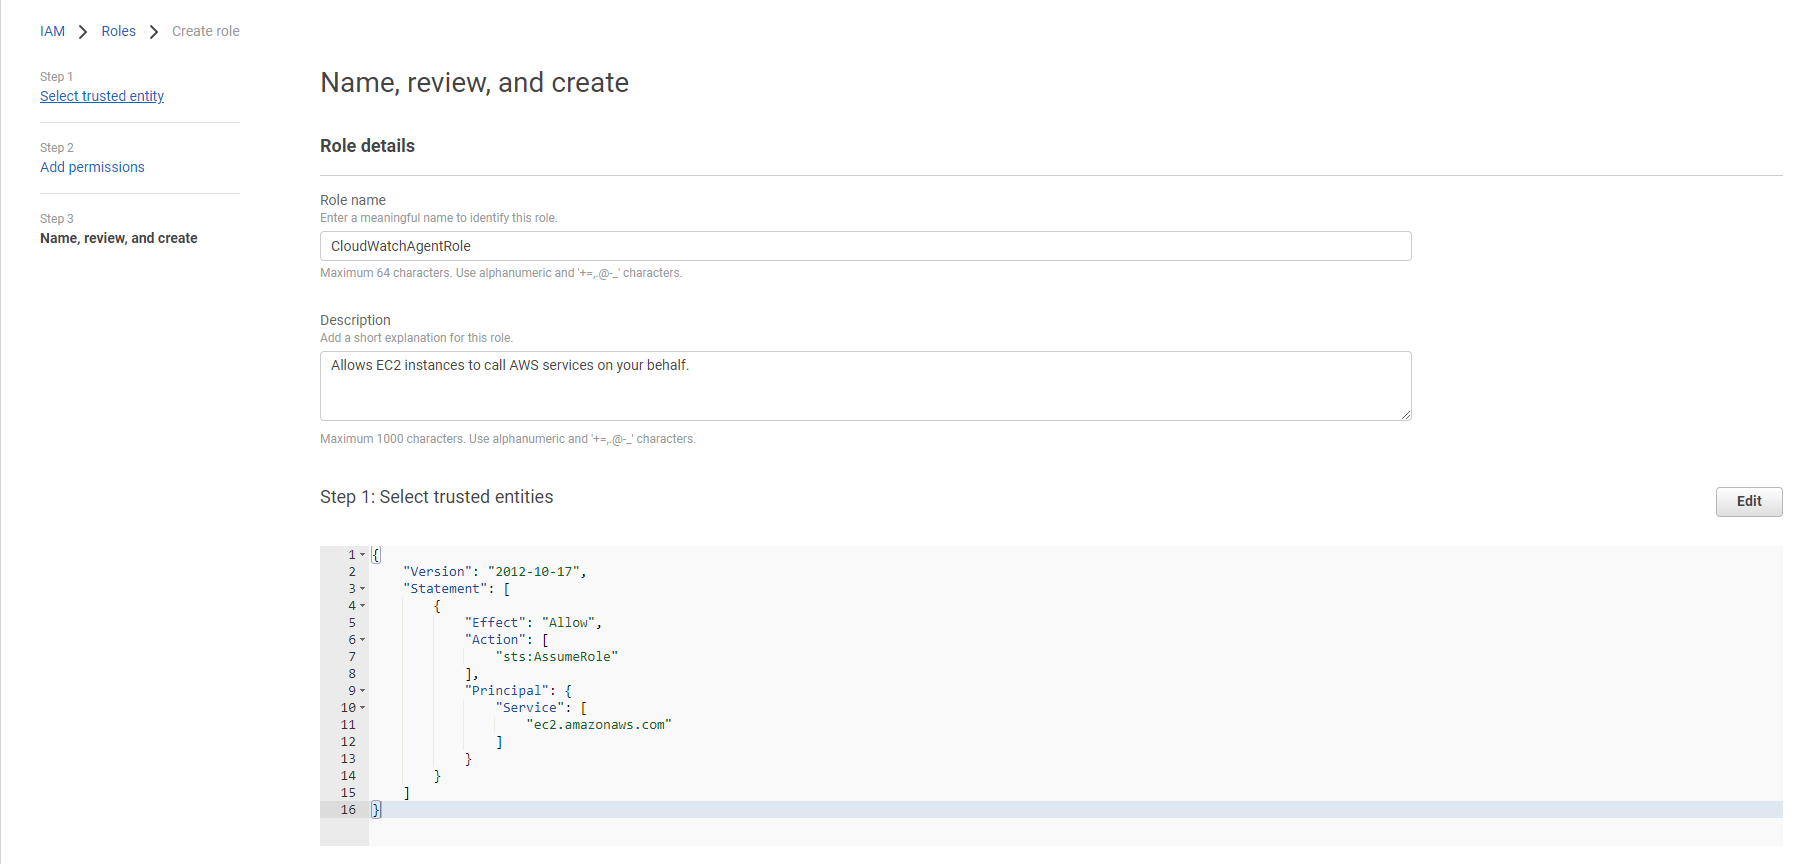 IAM > Roles > Create role
Step 1
Select trusted entity
Step 2
Add permissions
Step 3
Name, review, and create
Name, review, and create
Role details
Role name
Enter a meaningful name to identify this role.
CloudWatchAgentRole
Maximum 64 characters. Use alphanumeric and '+=,.@-_' characters.
Description
Add a short explanation for this role.
Allows EC2 instances to call AWS services on your behalf.
Maximum 1000 characters. Use alphanumeric and '+=,.@-_' characters.
Step 1: Select trusted entities
Edit
1 {
2     "Version": "2012-10-17",
3     "Statement": [
4         {
5             "Effect": "Allow",
6             "Action": [
7                 "sts:AssumeRole"
8             ],
9             "Principal": {
10                 "Service": [
11                     "ec2.amazonaws.com"
12                 ]
13             }
14         }
15     ]
16 }